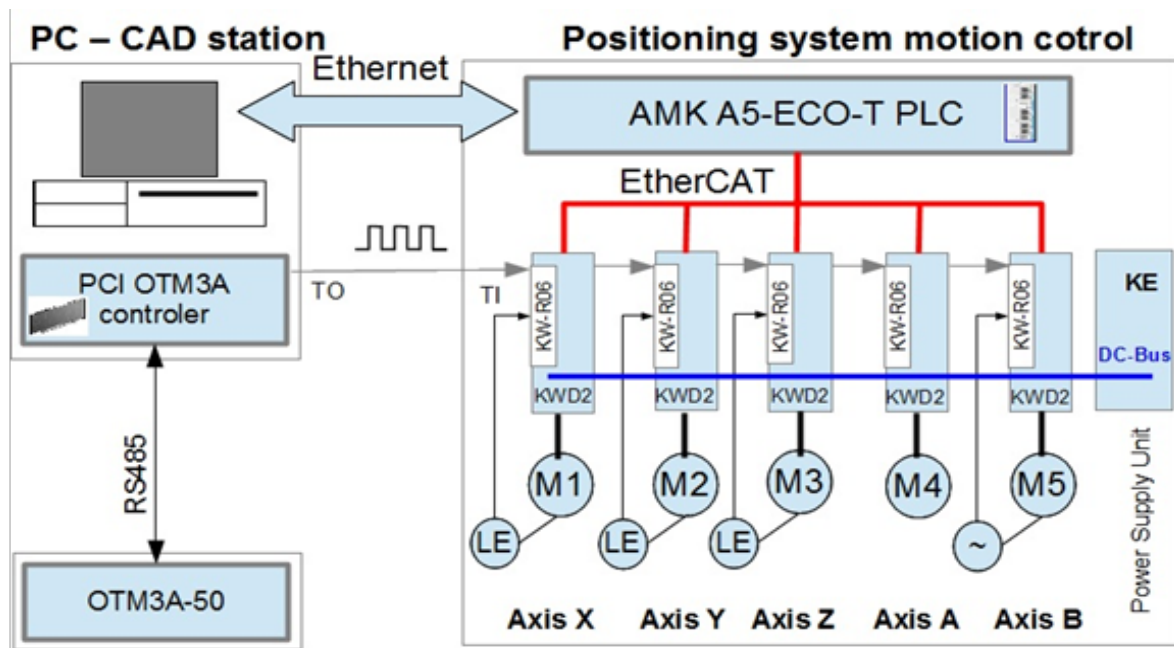 PC – CAD station
Positioning system motion cotrol
Ethernet
AMK A5-ECO-T PLC
EtherCAT
PCI OTM3A
controler
TO
TI
KW-R06
KW-R06
KW-R06
KW-R06
KW-R06
KE
DC-Bus
KWD2
KWD2
KWD2
KWD2
KWD2
RS485
M1
M2
M3
M4
M5
LE
LE
LE
~
Power Supply Unit
OTM3A-50
Axis X
Axis Y
Axis Z
Axis A
Axis B